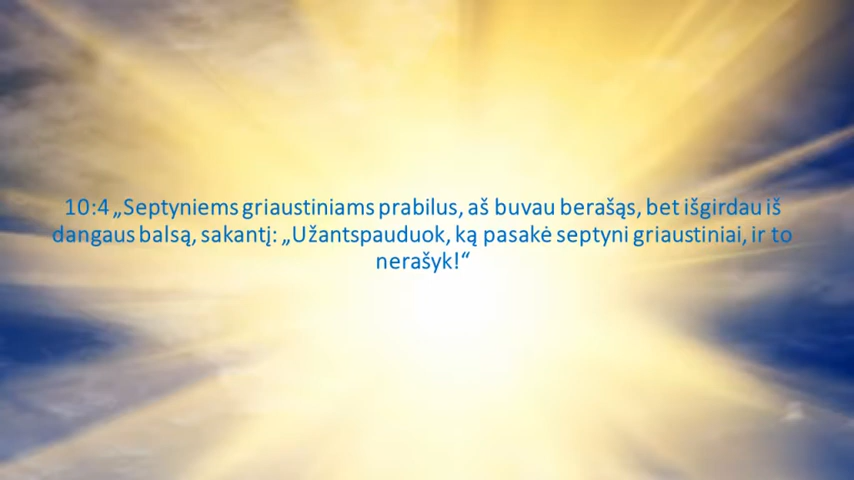 10:4 „Septyniems griaustiniams prabilus, aš buvau berašąs, bet išgirdau iš
dangaus balsą, sakantį: „Užantspauduok, ką pasakė septyni griaustiniai, ir to
nerašyk!“